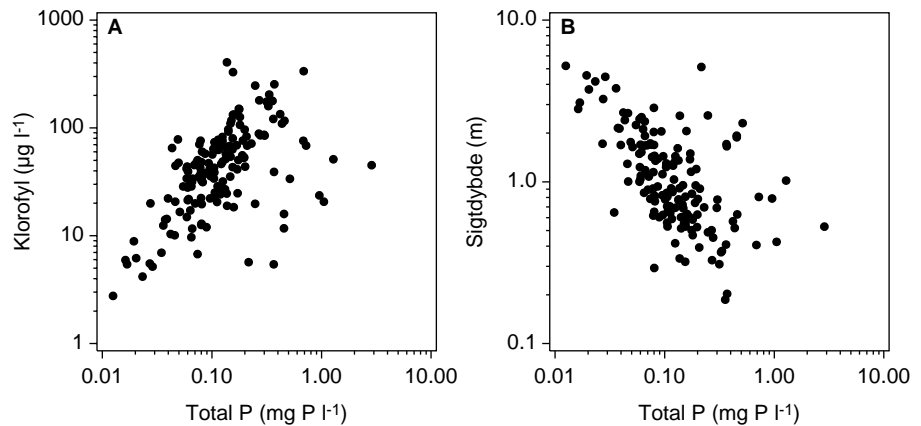 A
Klorofyl (µg l-1)
1000
100
10
1
0.01 0.10 1.00 10.00
Total P (mg P l-1)
B
Sigtdybde (m)
10.0
1.0
0.1
0.01 0.10 1.00 10.00
Total P (mg P l-1)